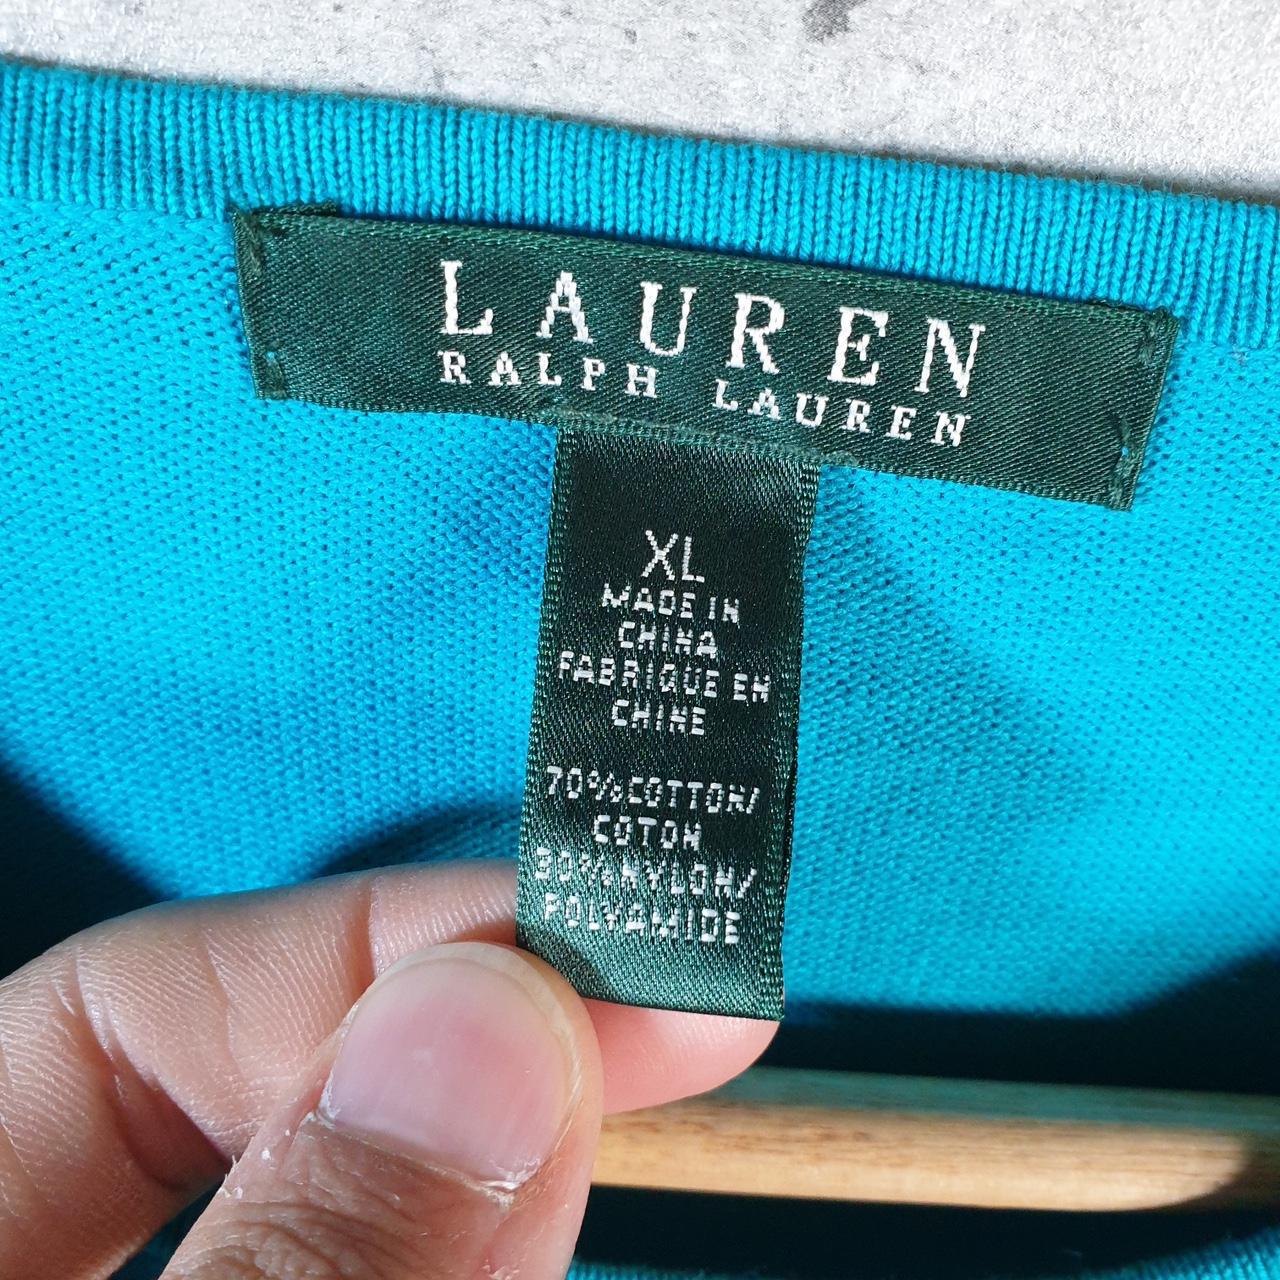 LAUREN
RALPH LAUREN
XL
MADE IN
CHINA
FABRIQUE EN
CHINE
70%COTTON/
COTON
30%NYLON/
POLYAMIDE